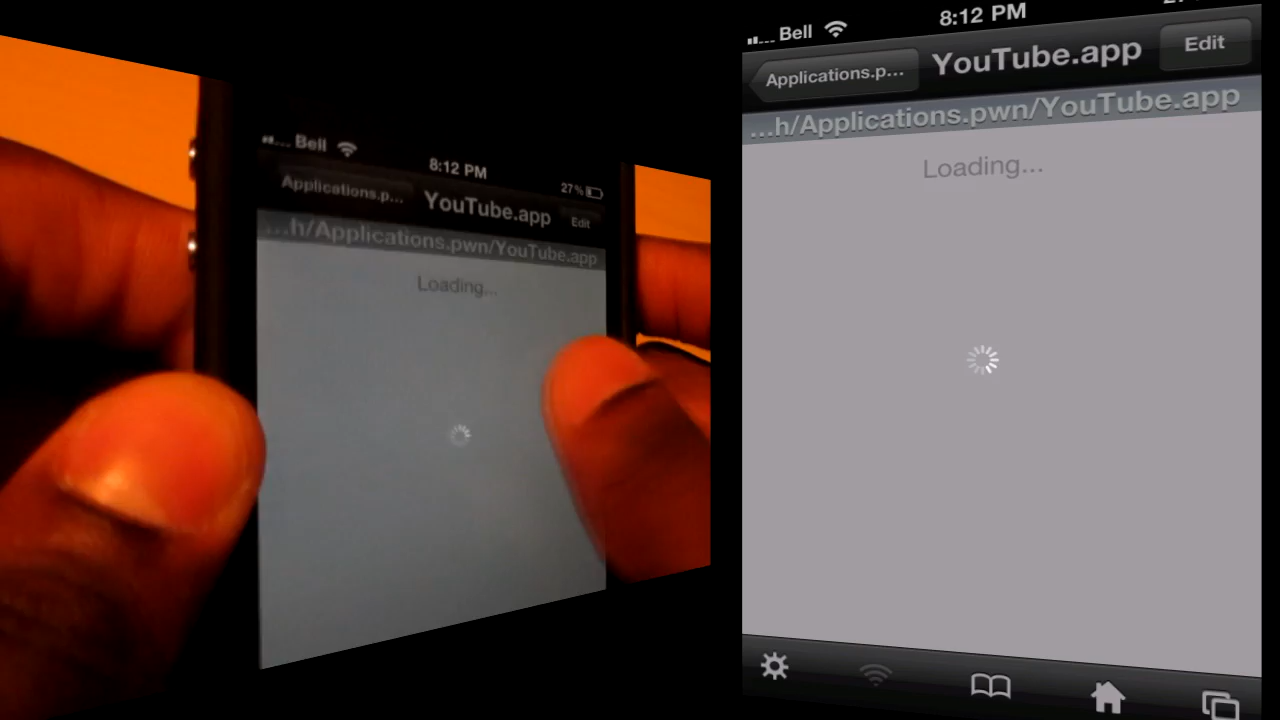 Bell
8:12 PM
27%
Applications.p...
YouTube.app
Edit
...h/Applications.pwn/YouTube.app
Loading...
Bell
8:12 PM
Applications.p...
YouTube.app
Edit
...h/Applications.pwn/YouTube.app
Loading...